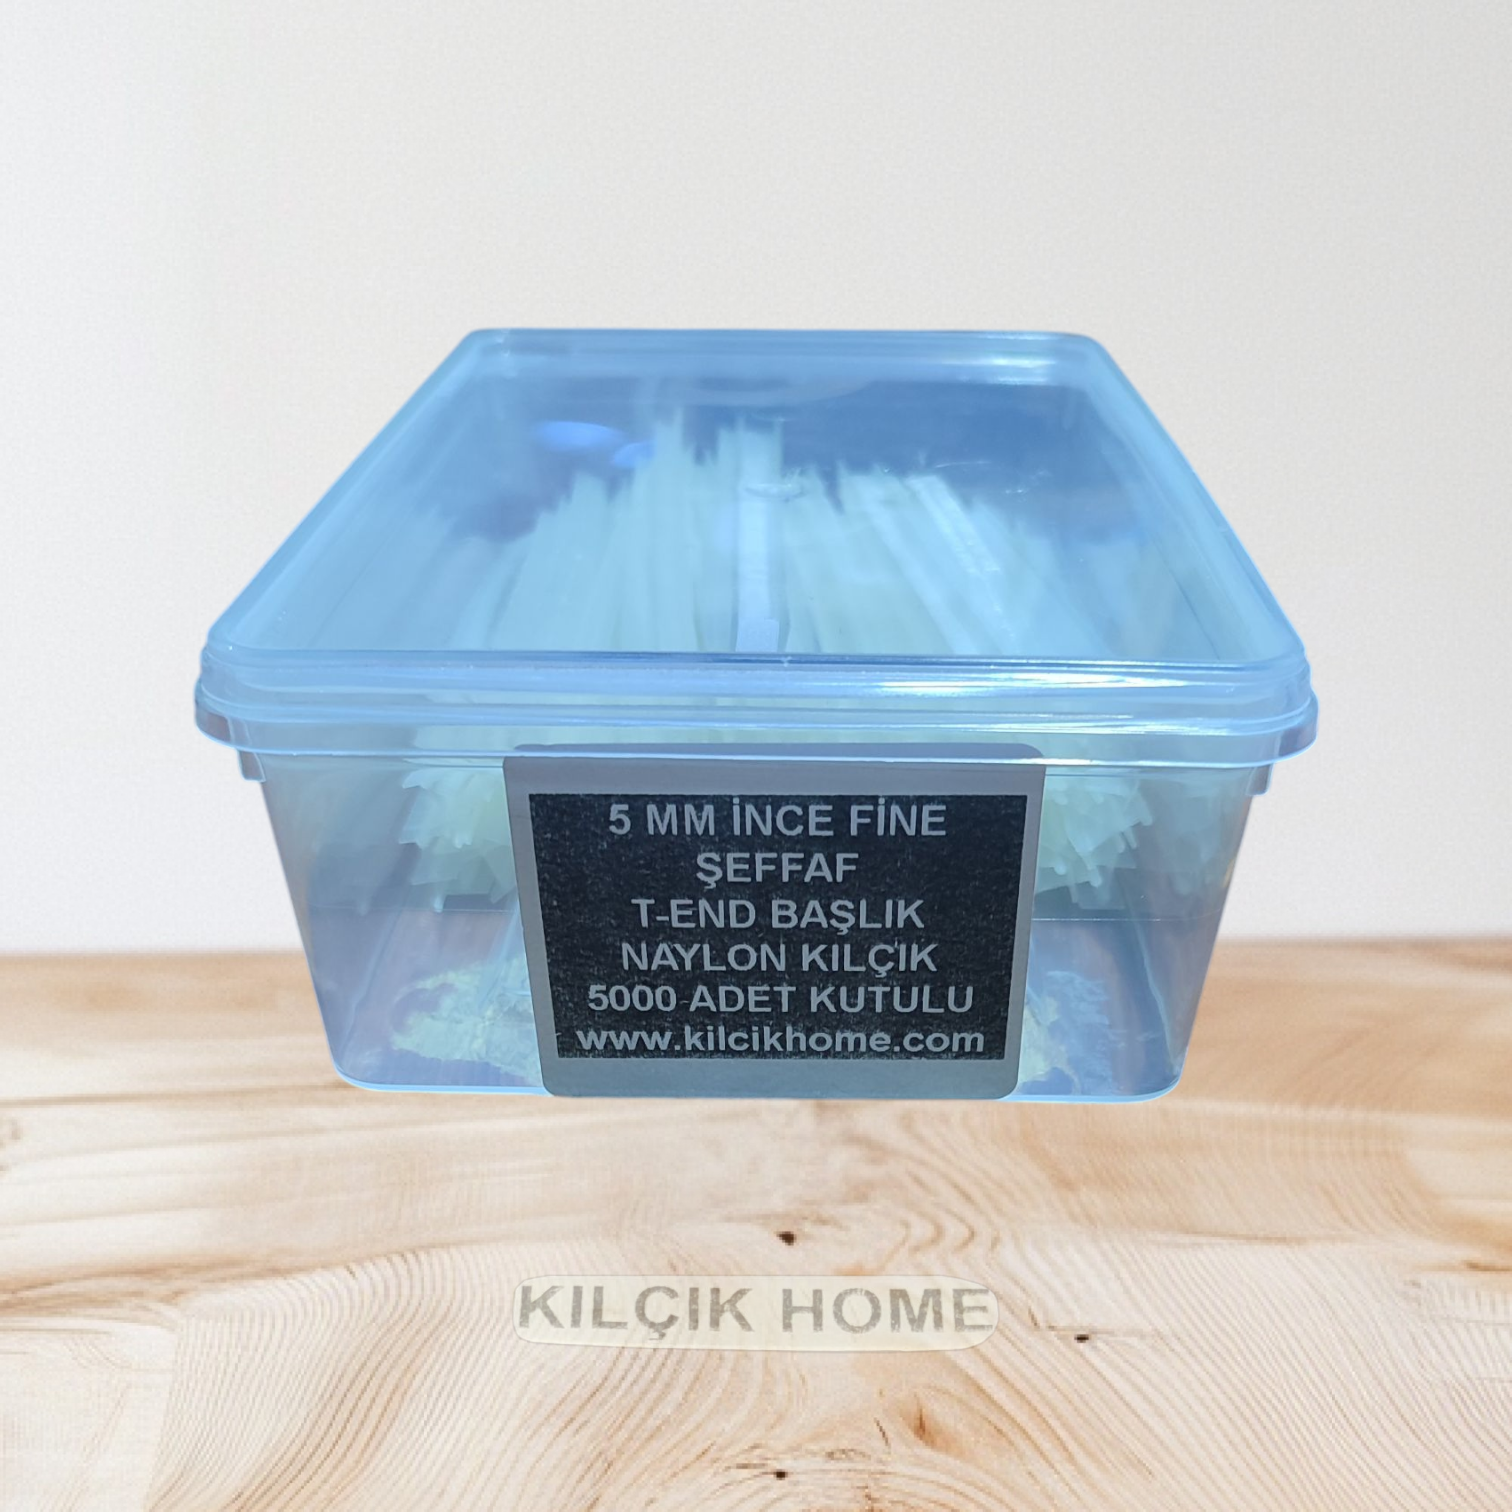 5 MM İNCE FİNE
ŞEFFAF
T-END BAŞLIK
NAYLON KILÇIK
5000 ADET KUTULU
www.kilcikhome.com
KILÇIK HOME